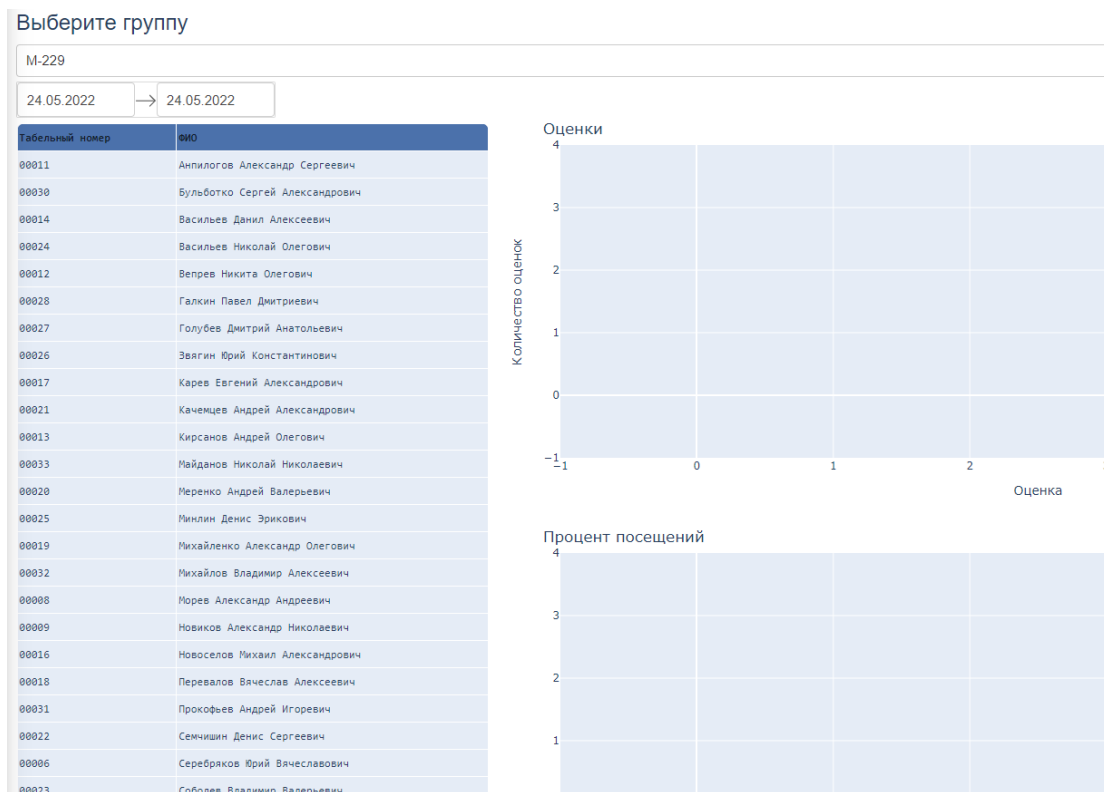 Выберите группу
М-229
24.05.2022 → 24.05.2022
Табельный номер ФИО
00011 Анпилогов Александр Сергеевич
00030 Бульботко Сергей Александрович
00014 Васильев Данил Алексеевич
00024 Васильев Николай Олегович
00012 Вепрев Никита Олегович
00028 Галкин Павел Дмитриевич
00027 Голубев Дмитрий Анатольевич
00026 Звягин Юрий Константинович
00017 Карев Евгений Александрович
00021 Качемцев Андрей Александрович
00013 Кирсанов Андрей Олегович
00033 Майданов Николай Николаевич
00020 Меренко Андрей Валерьевич
00025 Минлин Денис Эрикович
00019 Михайленко Александр Олегович
00032 Михайлов Владимир Алексеевич
00008 Морев Александр Андреевич
00009 Новиков Александр Николаевич
00016 Новоселов Михаил Александрович
00018 Перевалов Вячеслав Алексеевич
00031 Прокофьев Андрей Игоревич
00022 Семчишин Денис Сергеевич
00006 Серебряков Юрий Вячеславович
00023 Соболев Владимир Валерьевич
Оценки
4
3
2
1
0
−1
Количество оценок
−1 0 1 2
Оценка
Процент посещений
4
3
2
1